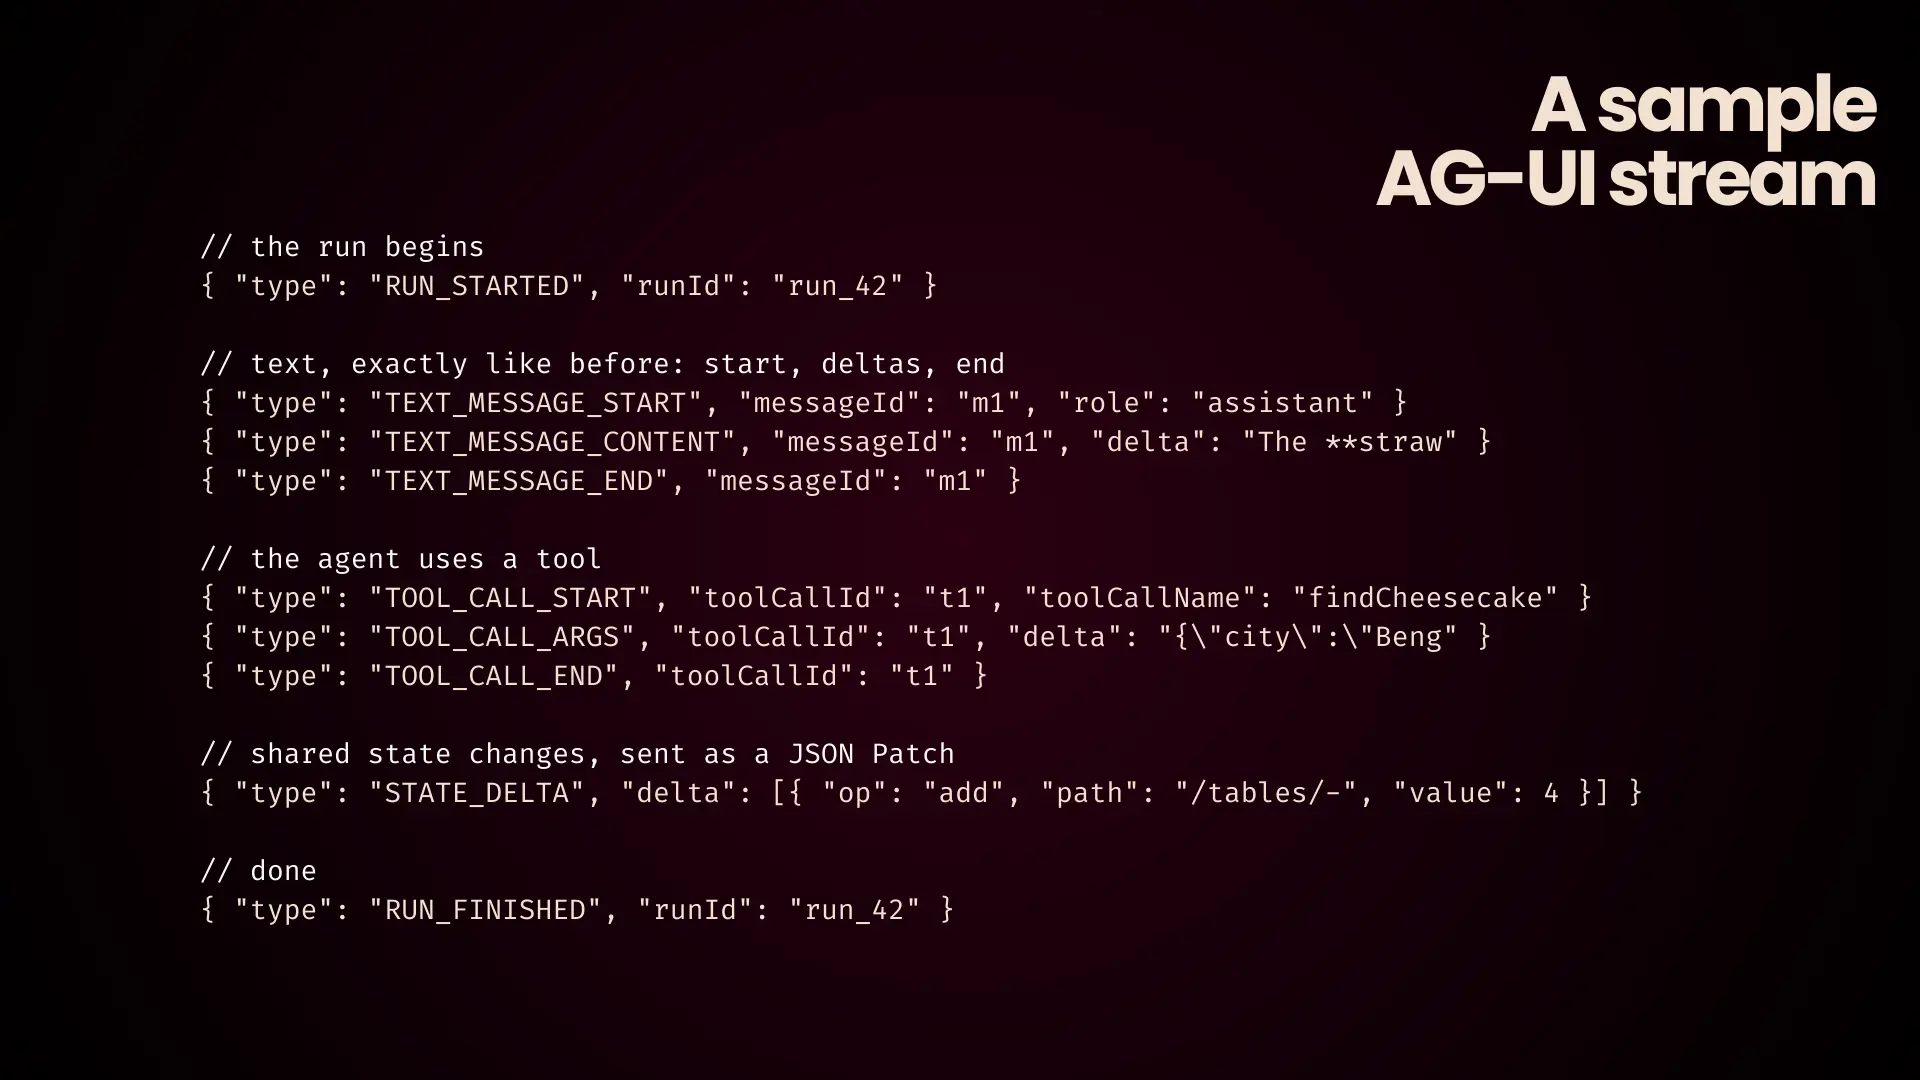 A sample
AG-UI stream
// the run begins
{ "type": "RUN_STARTED", "runId": "run_42" }
// text, exactly like before: start, deltas, end
{ "type": "TEXT_MESSAGE_START", "messageId": "m1", "role": "assistant" }
{ "type": "TEXT_MESSAGE_CONTENT", "messageId": "m1", "delta": "The **straw" }
{ "type": "TEXT_MESSAGE_END", "messageId": "m1" }
// the agent uses a tool
{ "type": "TOOL_CALL_START", "toolCallId": "t1", "toolCallName": "findCheesecake" }
{ "type": "TOOL_CALL_ARGS", "toolCallId": "t1", "delta": "{\"city\":\"Beng" }
{ "type": "TOOL_CALL_END", "toolCallId": "t1" }
// shared state changes, sent as a JSON Patch
{ "type": "STATE_DELTA", "delta": [{ "op": "add", "path": "/tables/-", "value": 4 }] }
// done
{ "type": "RUN_FINISHED", "runId": "run_42" }